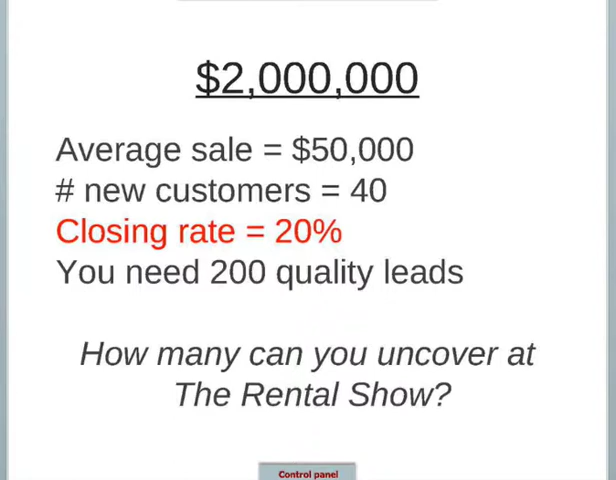 $2,000,000
Average sale = $50,000
# new customers = 40
Closing rate = 20%
You need 200 quality leads
How many can you uncover at
The Rental Show?
Control panel